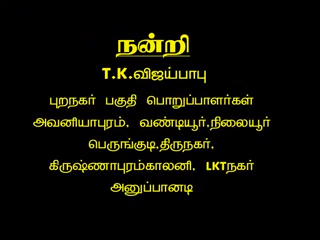 நன்றி
T.K.விஜய்பாபு
புறநகர் பகுதி பொறுப்பாளர்கள்
அவனியாபுரம். வண்டியூர்.நிலையூர்
பெருங்குடி.திருநகர்.
கிருஷ்ணாபுரம்காலனி. LKTநகர்
அனுப்பானடி